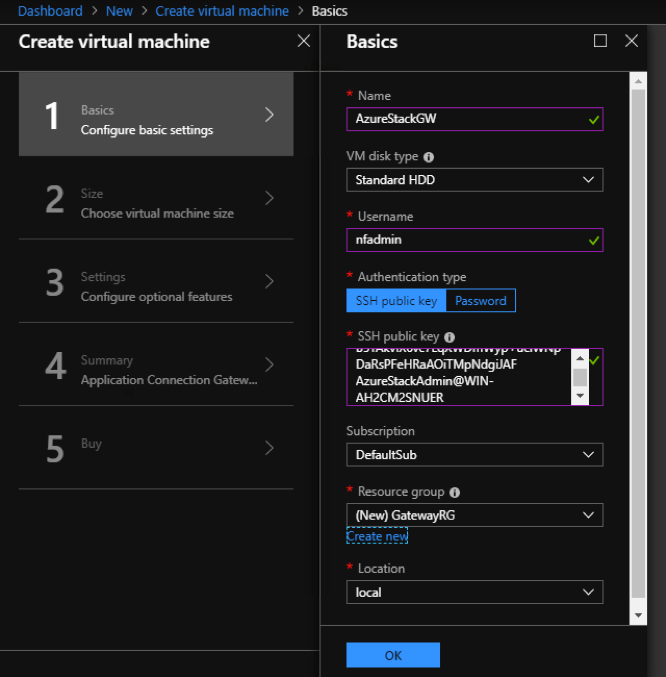 Dashboard > New > Create virtual machine > Basics
Create virtual machine
1
Basics
Configure basic settings
2
Size
Choose virtual machine size
3
Settings
Configure optional features
4
Summary
Application Connection Gatew...
5
Buy
Basics
* Name
AzureStackGW
VM disk type
Standard HDD
* Username
nfadmin
* Authentication type
SSH public key Password
* SSH public key
DaRsPFeHRaAOiTMpNdgiJAF
AzureStackAdmin@WIN-
AH2CM2SNUER
Subscription
DefaultSub
* Resource group
(New) GatewayRG
Create new
* Location
local
OK